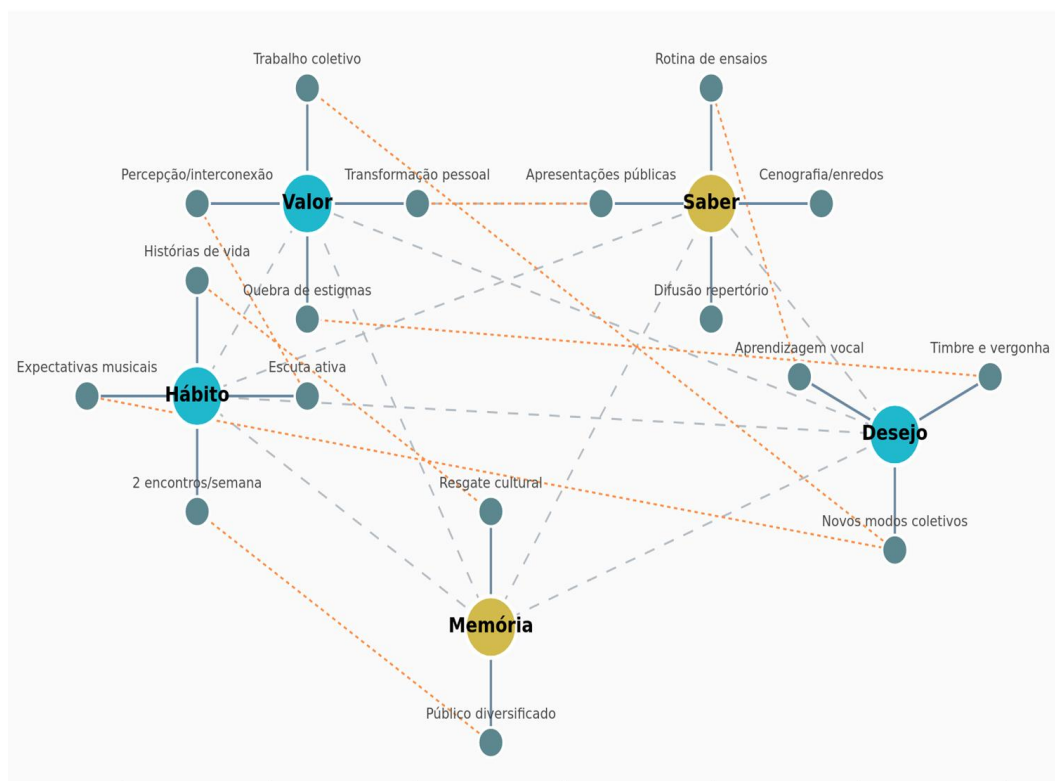 Trabalho coletivo
Rotina de ensaios
Percepção/interconexão
Transformação pessoal
Apresentações públicas
Cenografia/enredos
Valor
Saber
Histórias de vida
Quebra de estigmas
Difusão repertório
Aprendizagem vocal
Timbre e vergonha
Expectativas musicais
Escuta ativa
Hábito
Desejo
2 encontros/semana
Resgate cultural
Novos modos coletivos
Memória
Público diversificado